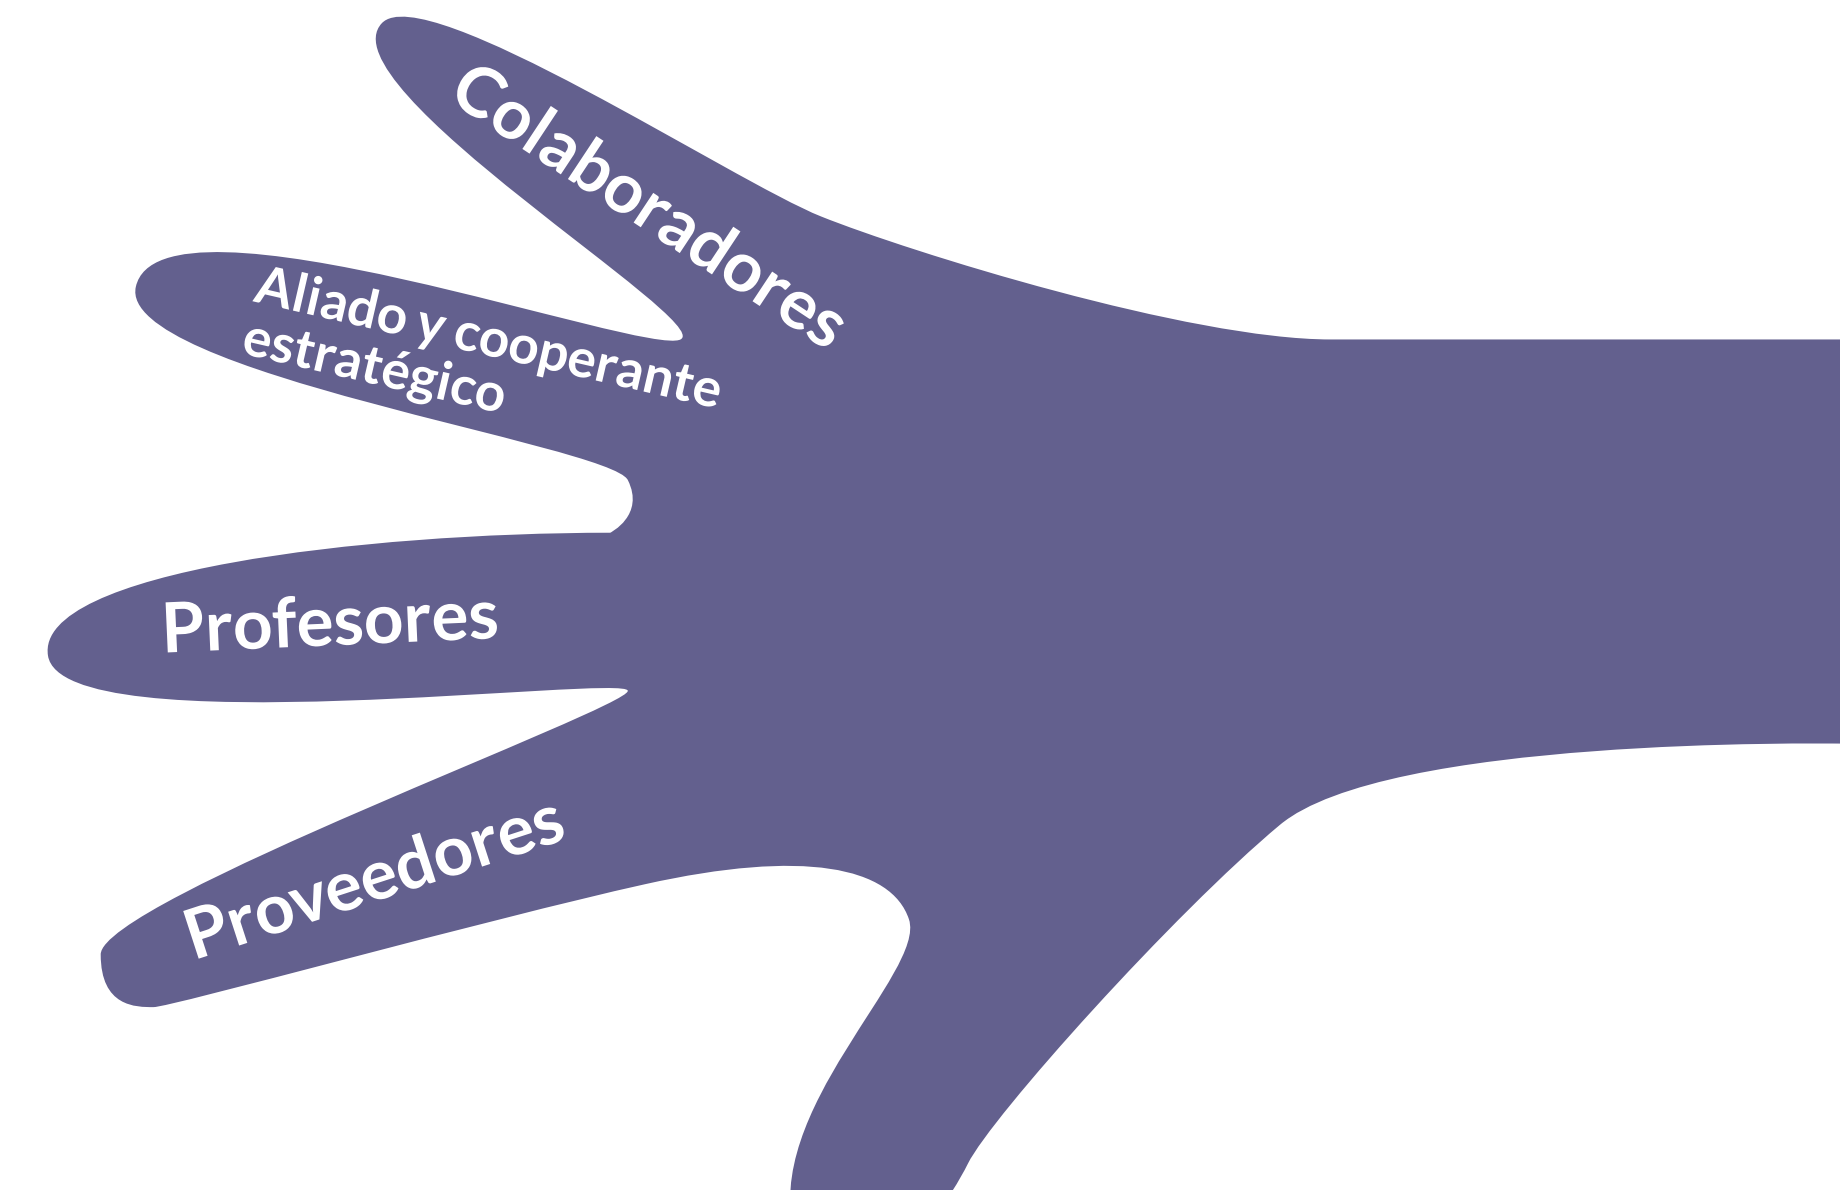 Colaboradores
Aliado y cooperante
estratégico
Profesores
Proveedores